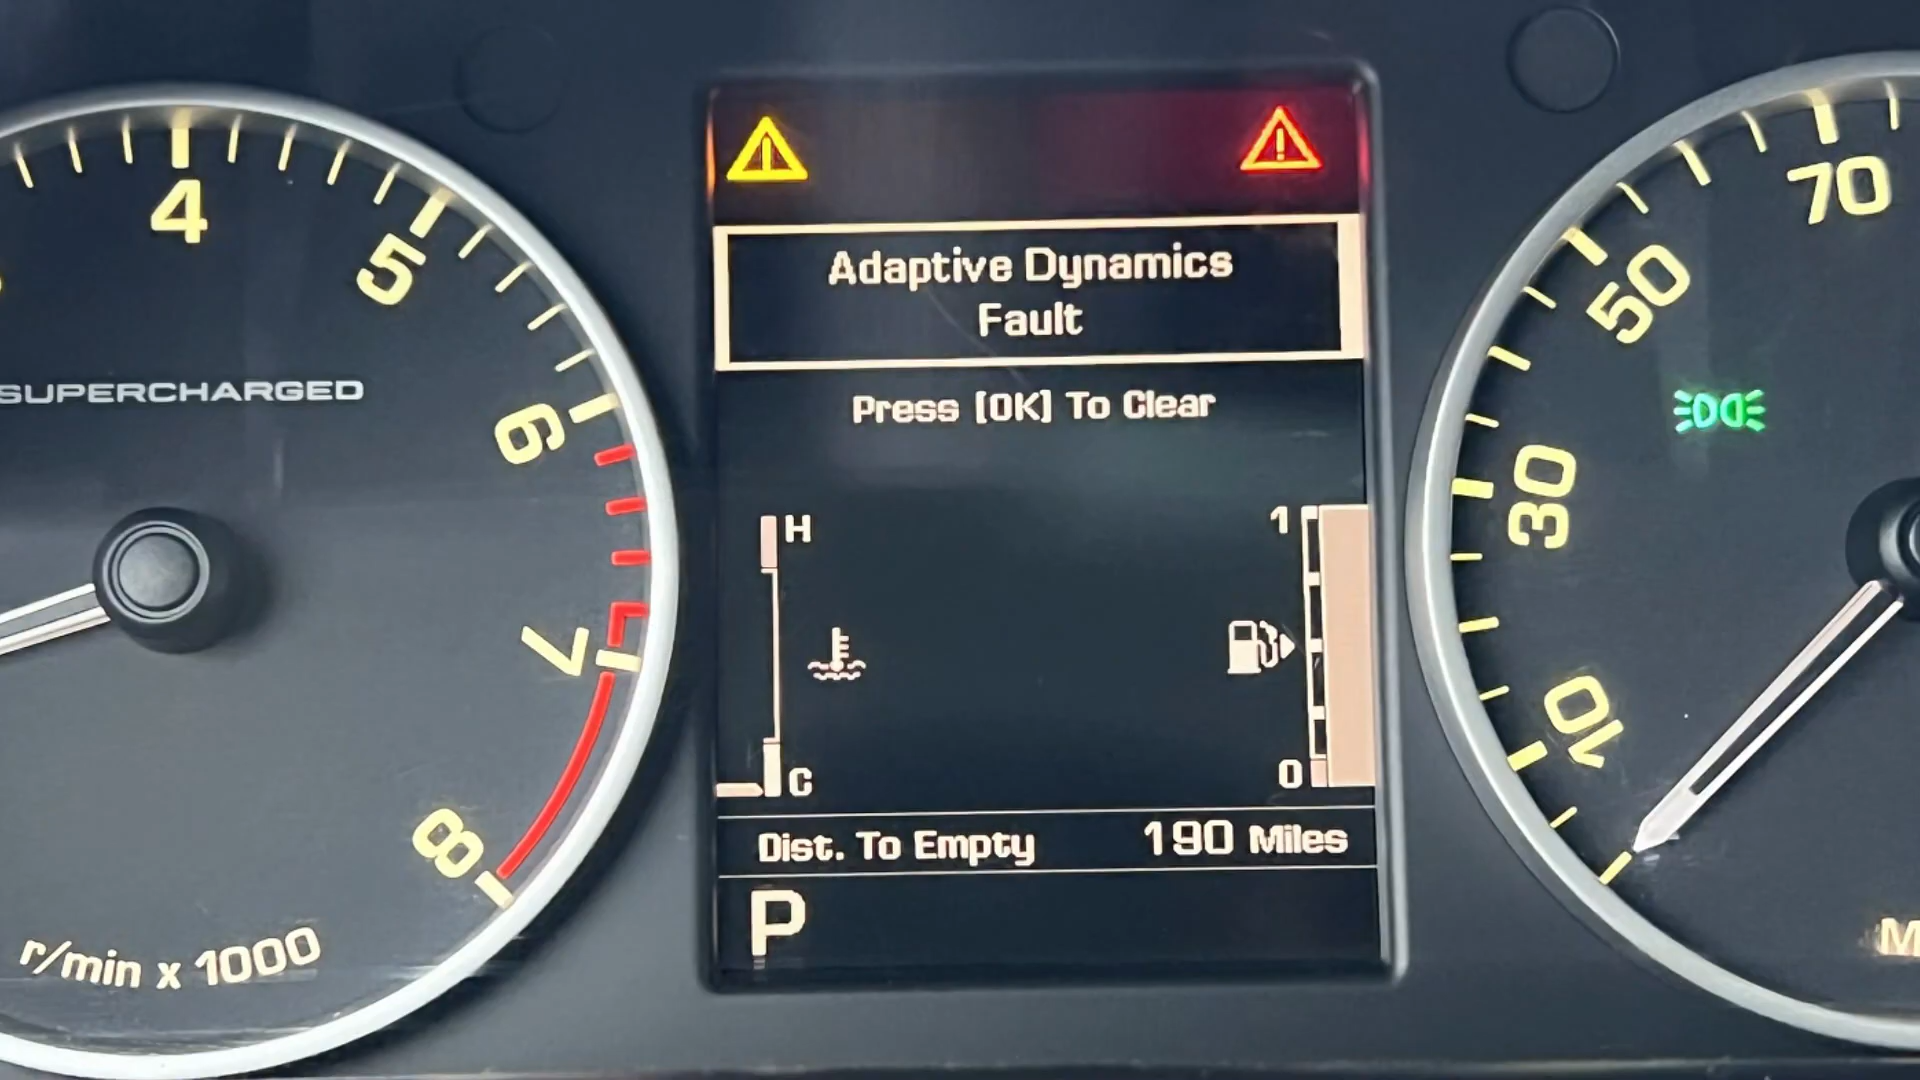 4
5
6
7
8
SUPERCHARGED
r/min x 1000
Adaptive Dynamics
Fault
Press [OK] To Clear
H
C
1
0
Dist. To Empty 190 Miles
P
70
50
30
10